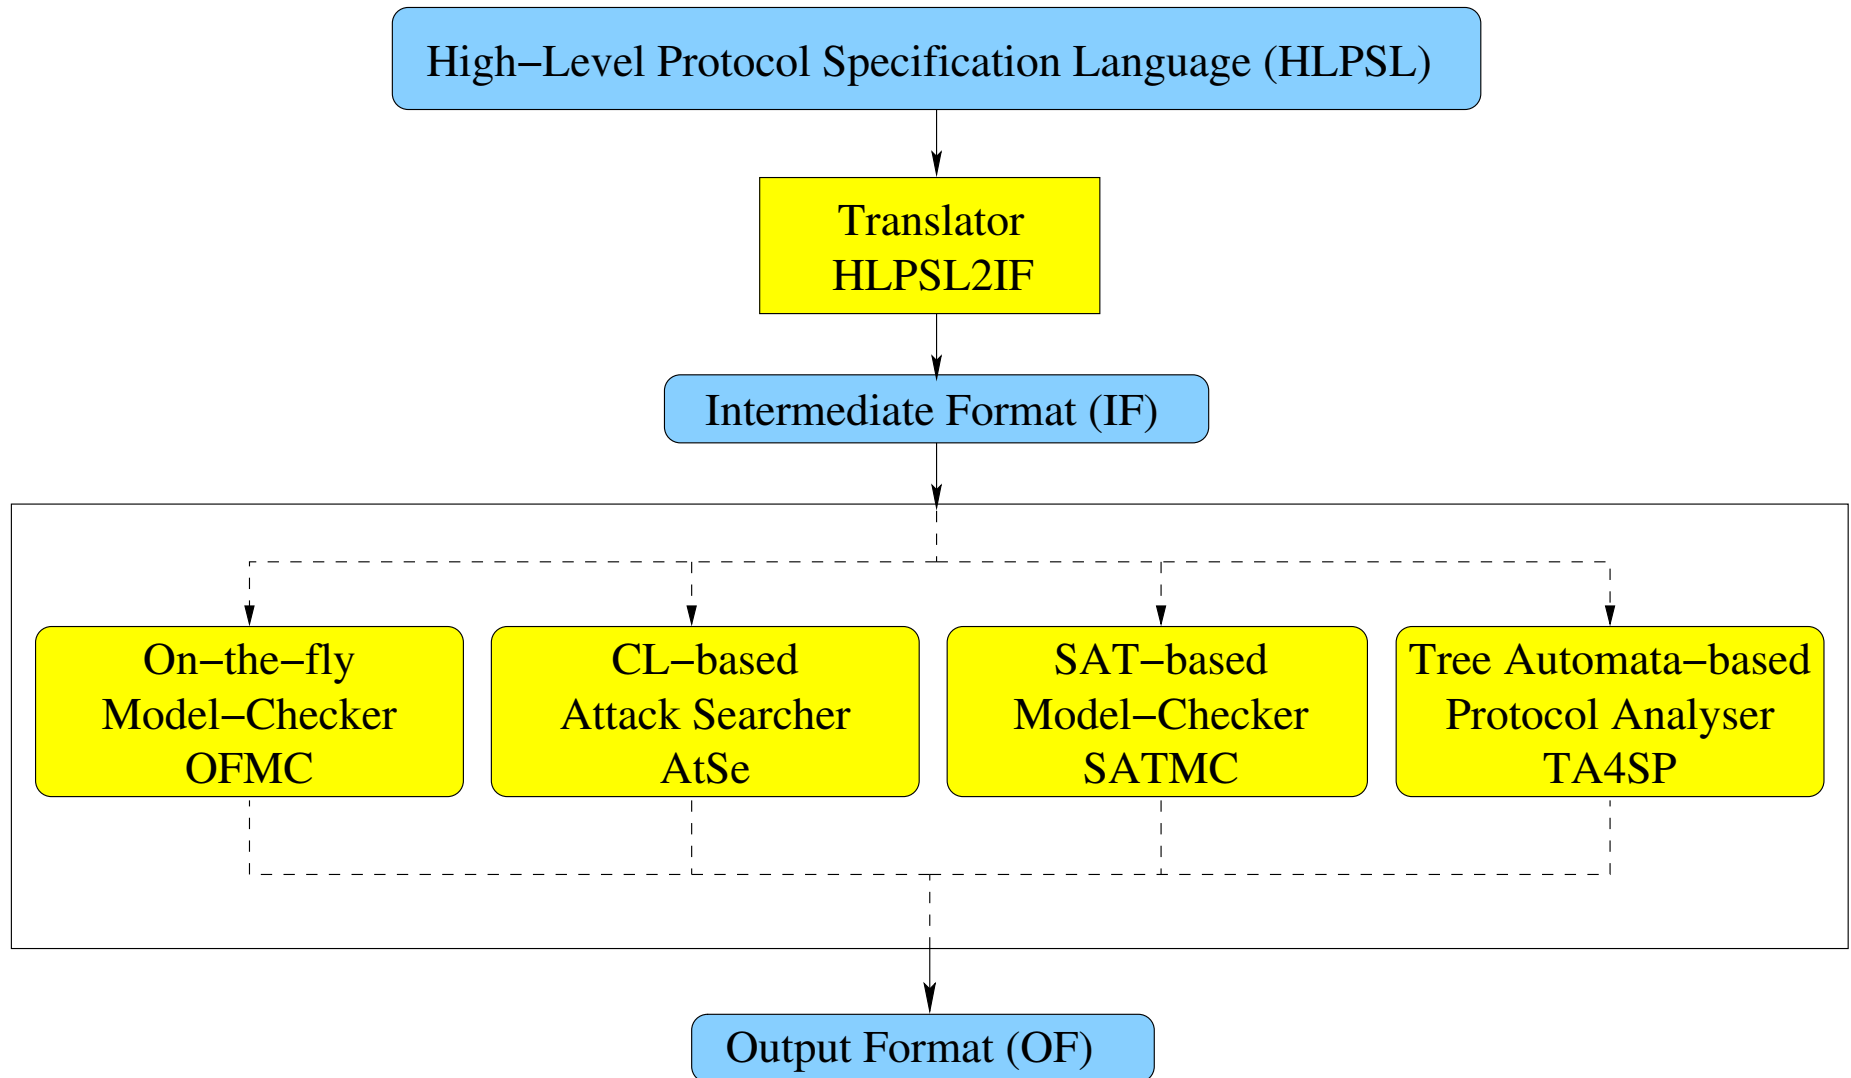 High−Level Protocol Specification Language (HLPSL)
Translator
HLPSL2IF
Intermediate Format (IF)
On−the−fly
Model−Checker
OFMC
CL−based
Attack Searcher
AtSe
SAT−based
Model−Checker
SATMC
Tree Automata−based
Protocol Analyser
TA4SP
Output Format (OF)